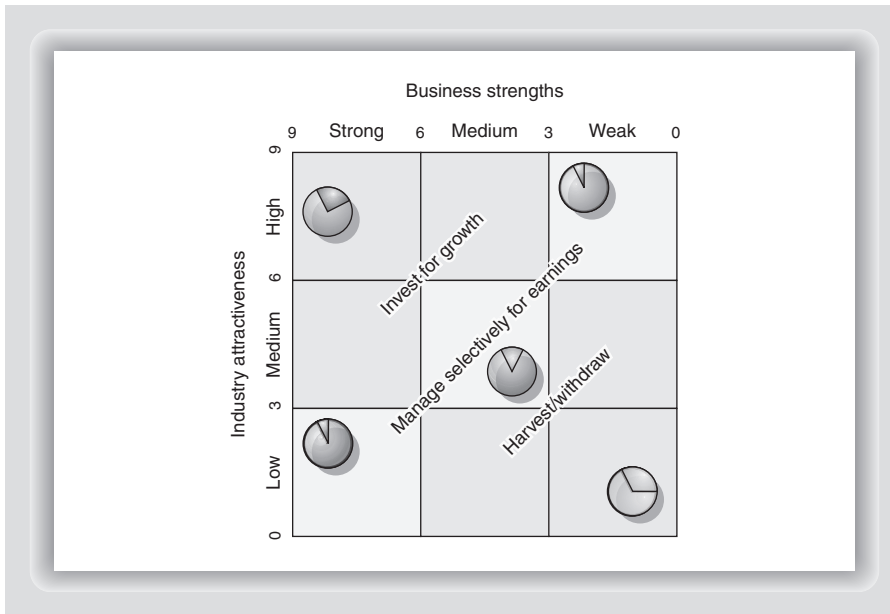 Business strengths
9 Strong 6 Medium 3 Weak 0
Industry attractiveness
9
High
6
Medium
3
Low
0
Invest for growth
Manage selectively for earnings
Harvest/withdraw